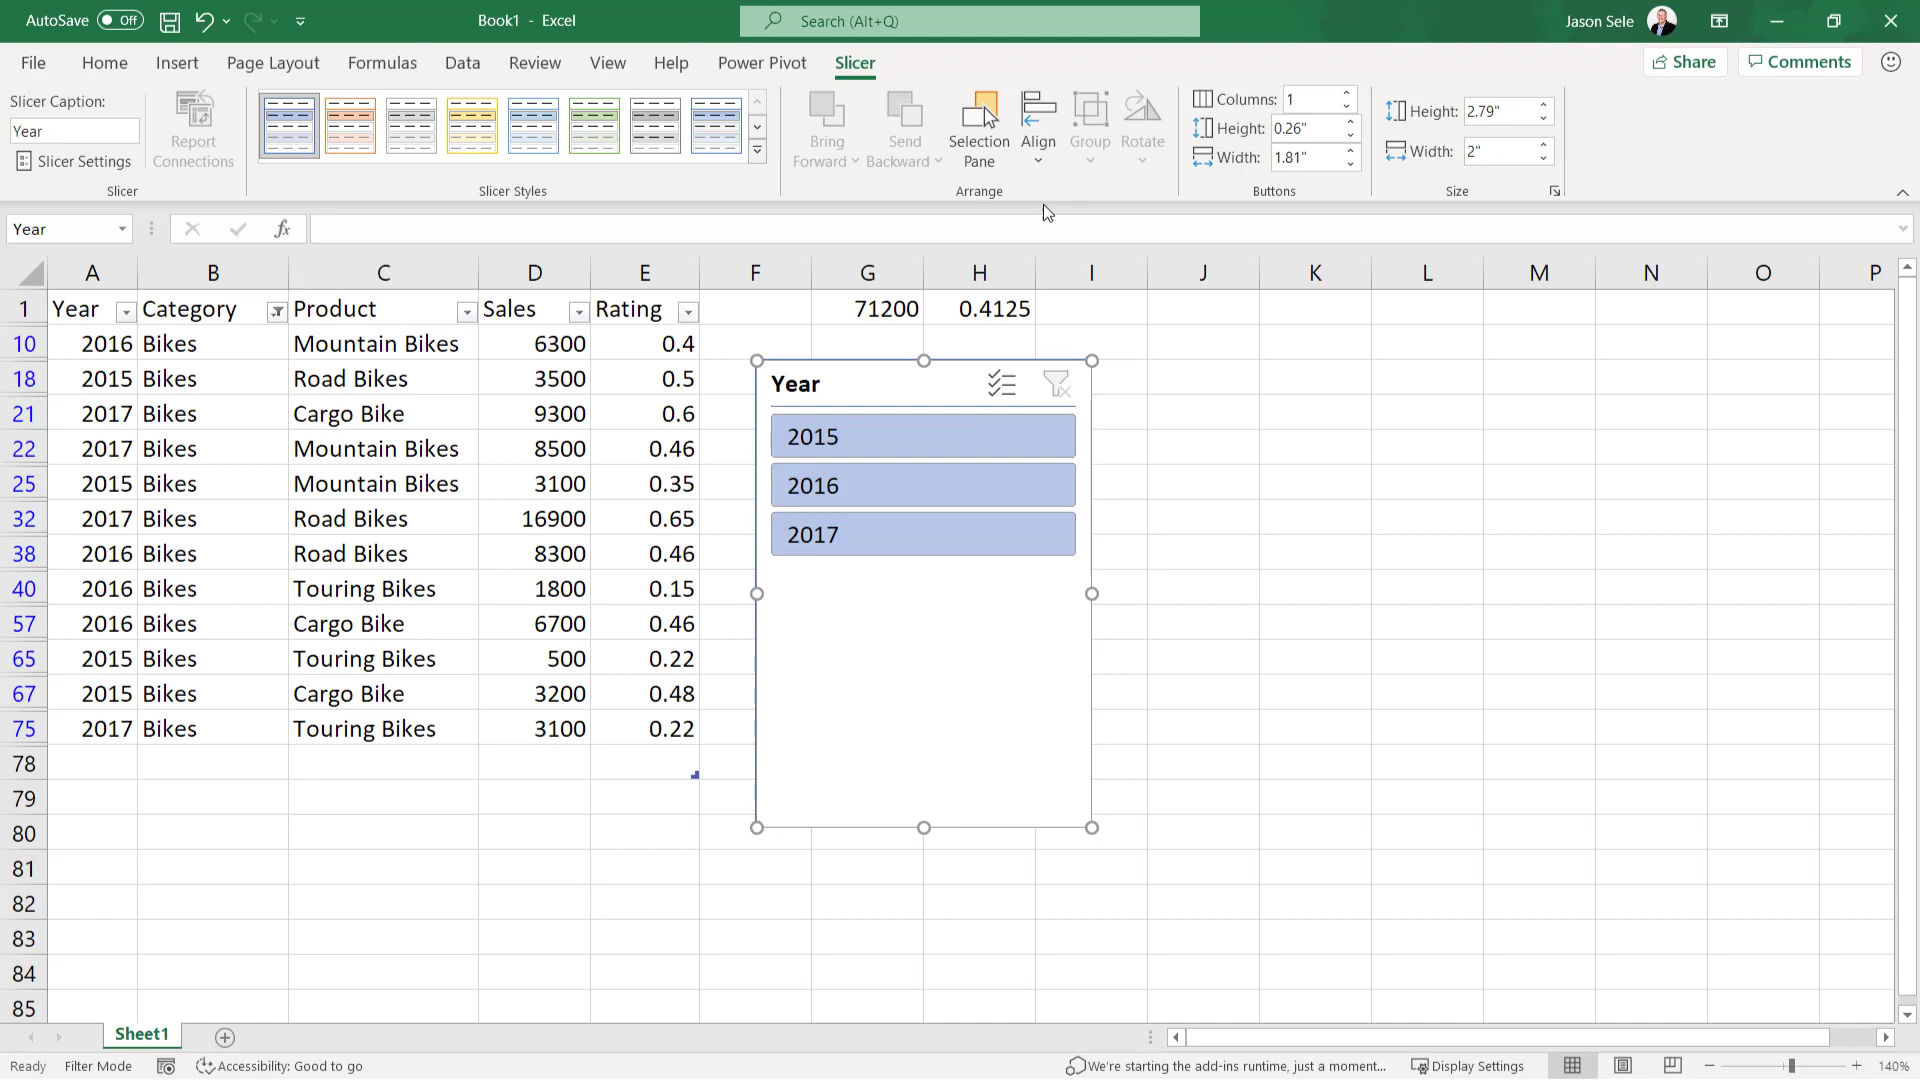 AutoSave Off Book1 - Excel Search (Alt+Q) Jason Sele
File Home Insert Page Layout Formulas Data Review View Help Power Pivot Slicer Share Comments
Slicer Caption:
Year
Slicer Settings
Report
Connections
Slicer
Slicer Styles
Bring
Forward
Send
Backward
Selection
Pane
Align
Group
Rotate
Arrange
Columns: 1
Height: 0.26"
Width: 1.81"
Buttons
Height: 2.79"
Width: 2"
Size
Year fx
A B C D E F G H I J K L M N O P
1 Year Category Product Sales Rating 71200 0.4125
10 2016 Bikes Mountain Bikes 6300 0.4
18 2015 Bikes Road Bikes 3500 0.5
21 2017 Bikes Cargo Bike 9300 0.6
22 2017 Bikes Mountain Bikes 8500 0.46
25 2015 Bikes Mountain Bikes 3100 0.35
32 2017 Bikes Road Bikes 16900 0.65
38 2016 Bikes Road Bikes 8300 0.46
40 2016 Bikes Touring Bikes 1800 0.15
57 2016 Bikes Cargo Bike 6700 0.46
65 2015 Bikes Touring Bikes 500 0.22
67 2015 Bikes Cargo Bike 3200 0.48
75 2017 Bikes Touring Bikes 3100 0.22
78
79
80
81
82
83
84
85
Year
2015
2016
2017
Sheet1
Ready Filter Mode Accessibility: Good to go We're starting the add-ins runtime, just a moment... Display Settings 140%